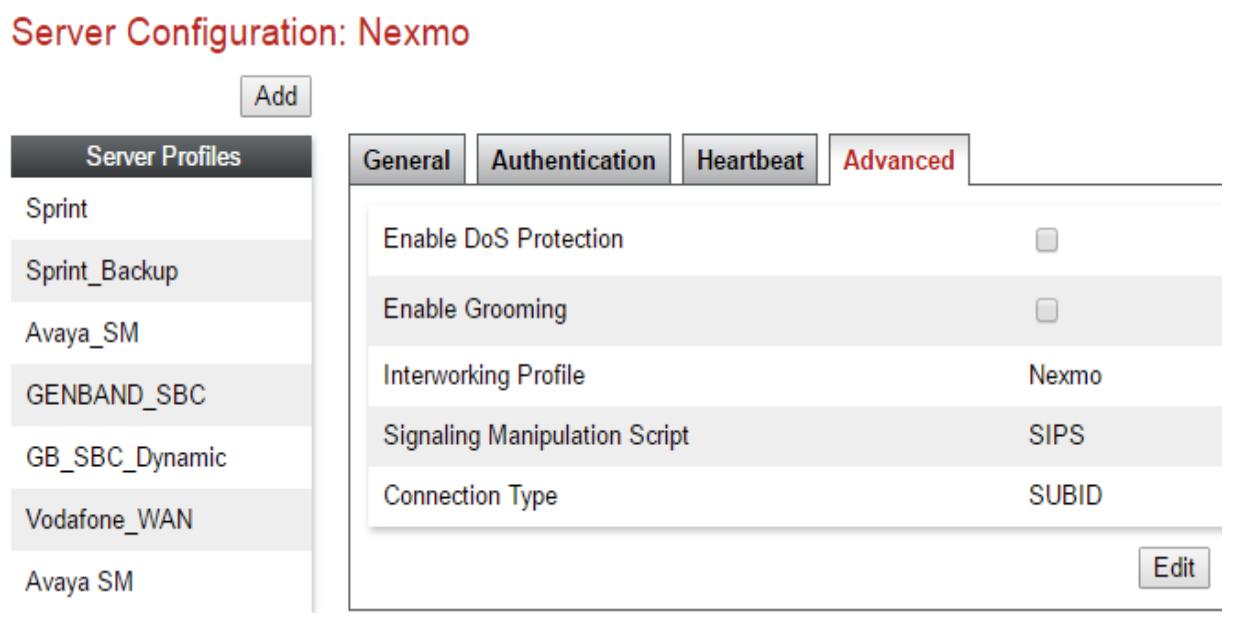 Server Configuration: Nexmo
Add
Server Profiles
Sprint
Sprint_Backup
Avaya_SM
GENBAND_SBC
GB_SBC_Dynamic
Vodafone_WAN
Avaya SM
General Authentication Heartbeat Advanced
Enable DoS Protection
Enable Grooming
Interworking Profile Nexmo
Signaling Manipulation Script SIPS
Connection Type SUBID
Edit